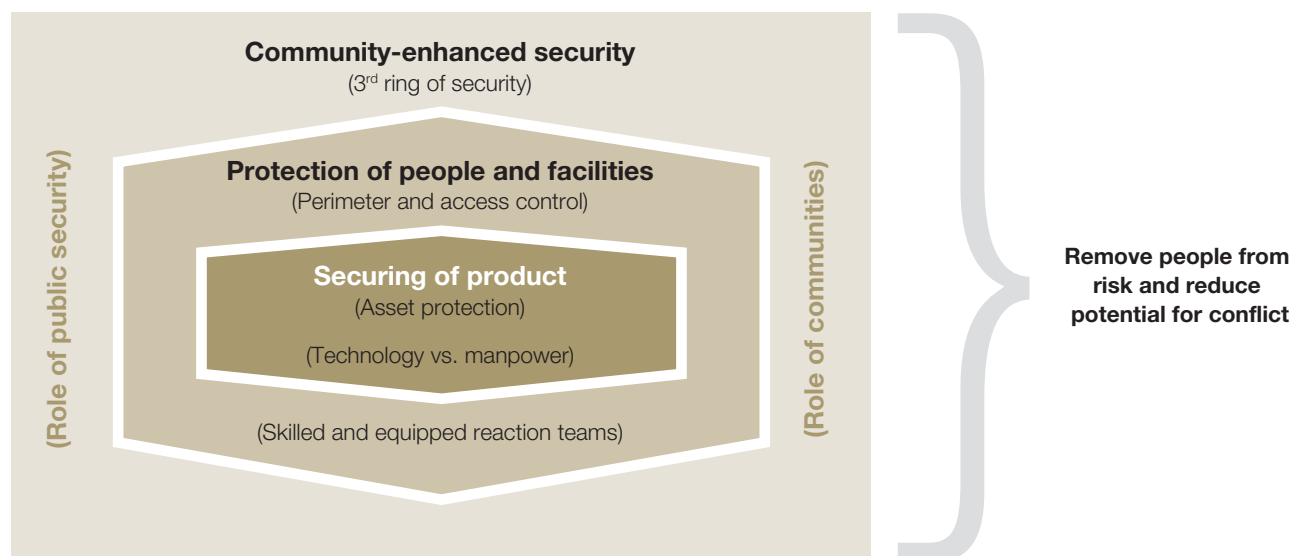 Community-enhanced security
(3rd ring of security)
Protection of people and facilities
(Perimeter and access control)
Securing of product
(Asset protection)
(Technology vs. manpower)
(Skilled and equipped reaction teams)
(Role of public security)
(Role of communities)
Remove people from
risk and reduce
potential for conflict